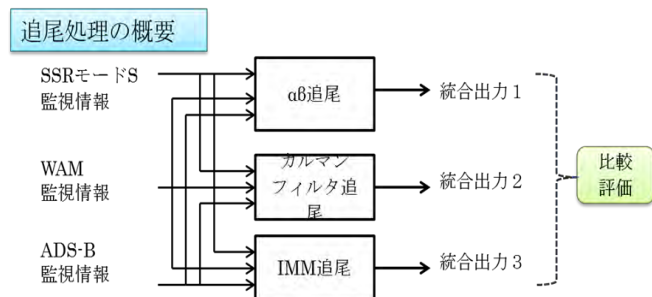 追尾処理の概要
SSRモードS
監視情報
αβ追尾
統合出力1
WAM
監視情報
カルマン
フィルタ追
尾
統合出力2
比較
評価
ADS-B
監視情報
IMM追尾
統合出力3